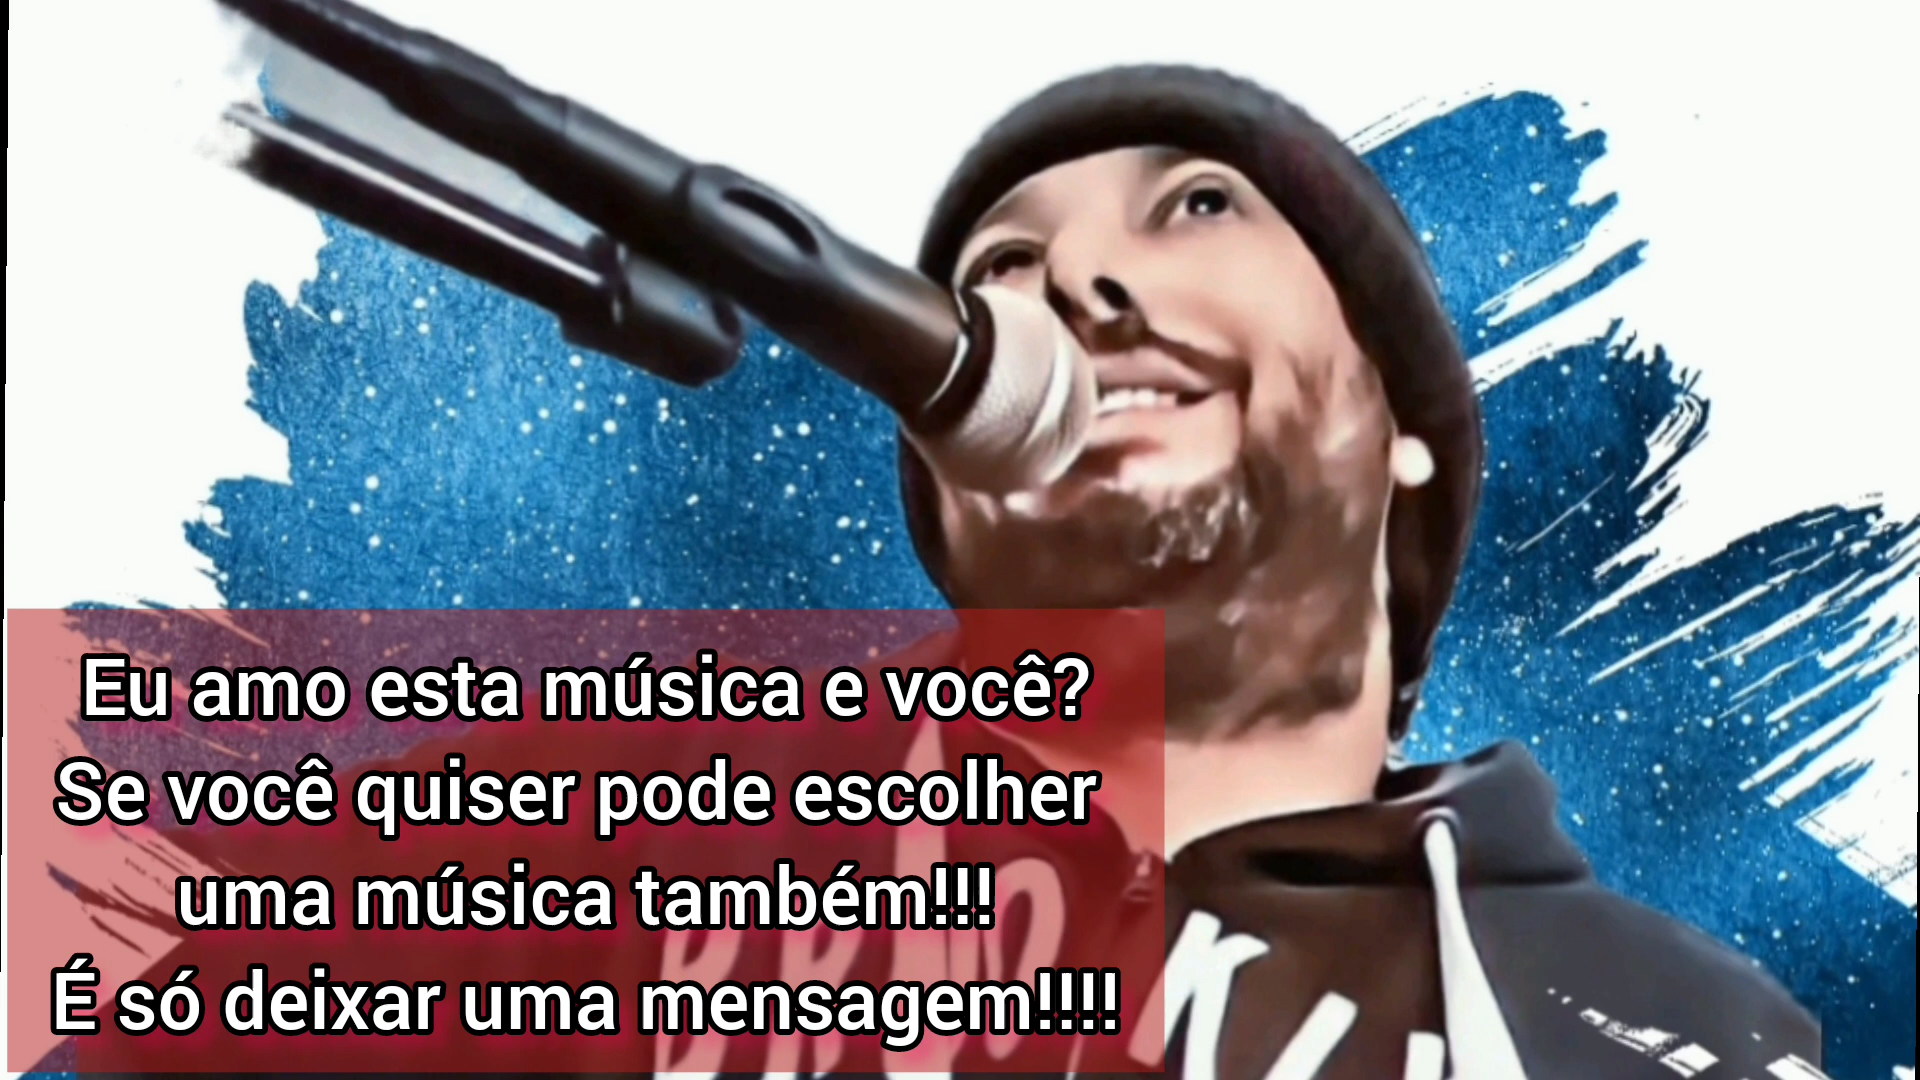 Eu amo esta música e você?
Se você quiser pode escolher
uma música também!!!
É só deixar uma mensagem!!!!